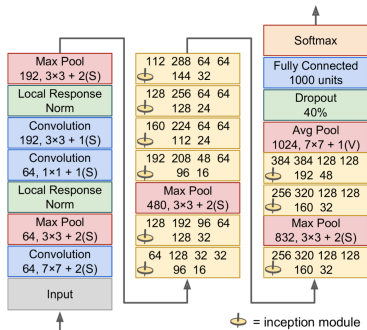 Max Pool
192, 3×3 + 2(S)
Local Response
Norm
Convolution
192, 3×3 + 1(S)
Convolution
64, 1×1 + 1(S)
Local Response
Norm
Max Pool
64, 3×3 + 2(S)
Convolution
64, 7×7 + 2(S)
Input
112 288 64 64
144 32
128 256 64 64
128 24
160 224 64 64
112 24
192 208 48 64
96 16
Max Pool
480, 3×3 + 2(S)
128 192 96 64
128 32
64 128 32 32
96 16
Softmax
Fully Connected
1000 units
Dropout
40%
Avg Pool
1024, 7×7 + 1(V)
384 384 128 128
192 48
256 320 128 128
160 32
Max Pool
832, 3×3 + 2(S)
256 320 128 128
160 32
= inception module